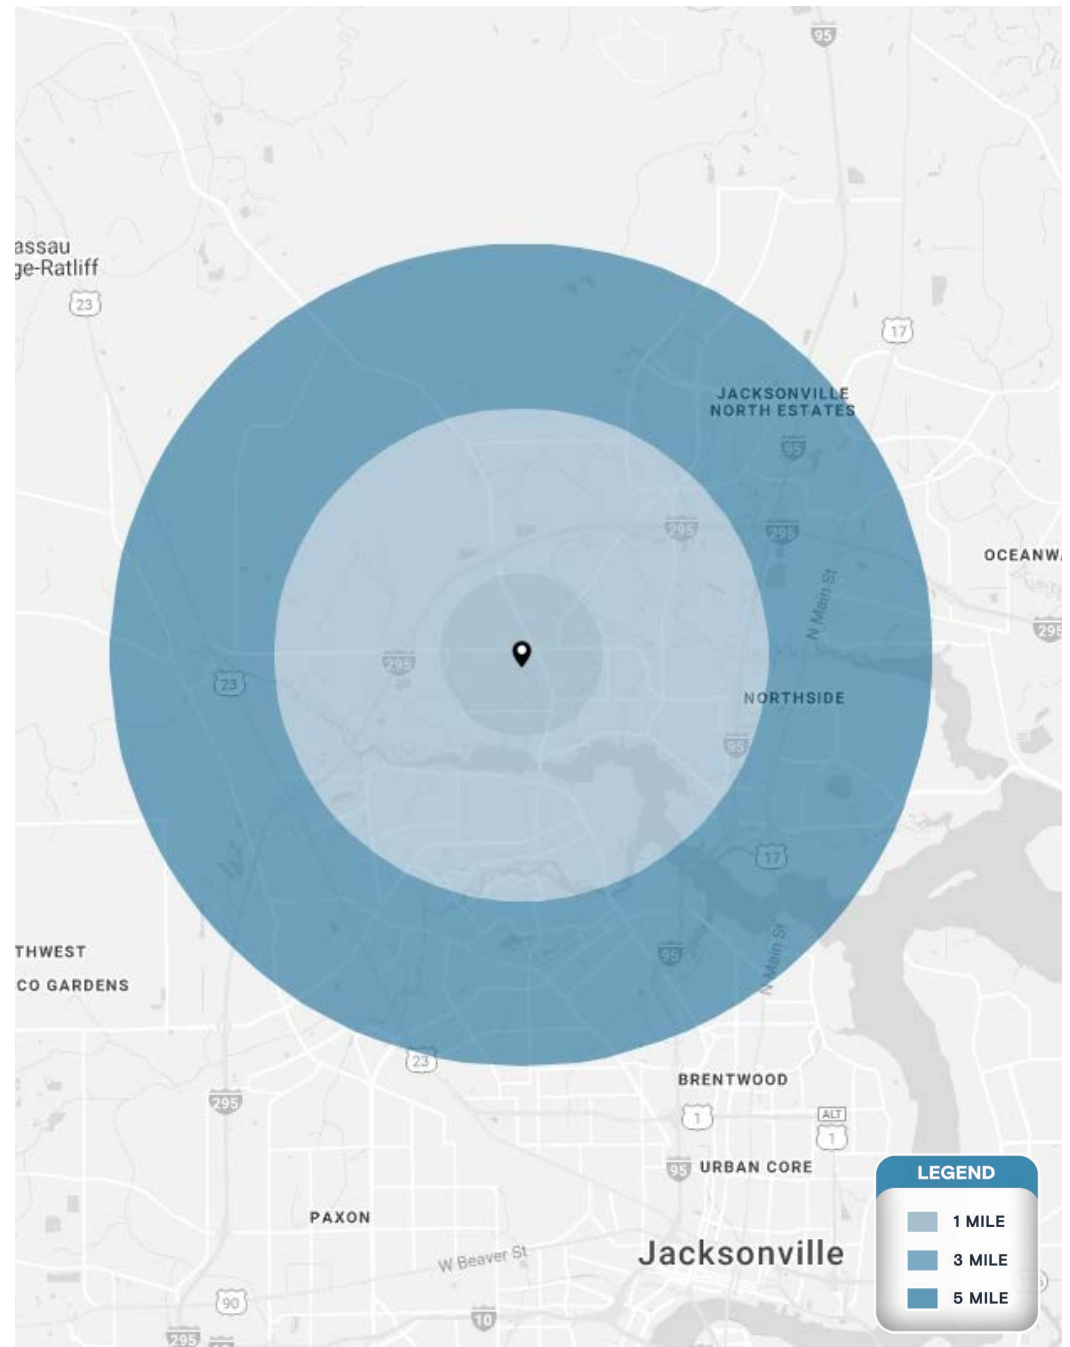 95
assau
ge-Ratliff
23
17
JACKSONVILLE
NORTH ESTATES
95
295
295
OCEANW
N Main St
295
295
23
NORTHSIDE
95
17
THWEST
95
N Main St
CO GARDENS
23
BRENTWOOD
295
1
ALT
1
95
URBAN CORE
LEGEND
1 MILE
3 MILE
5 MILE
PAXON
W Beaver St
Jacksonville
90
10
295